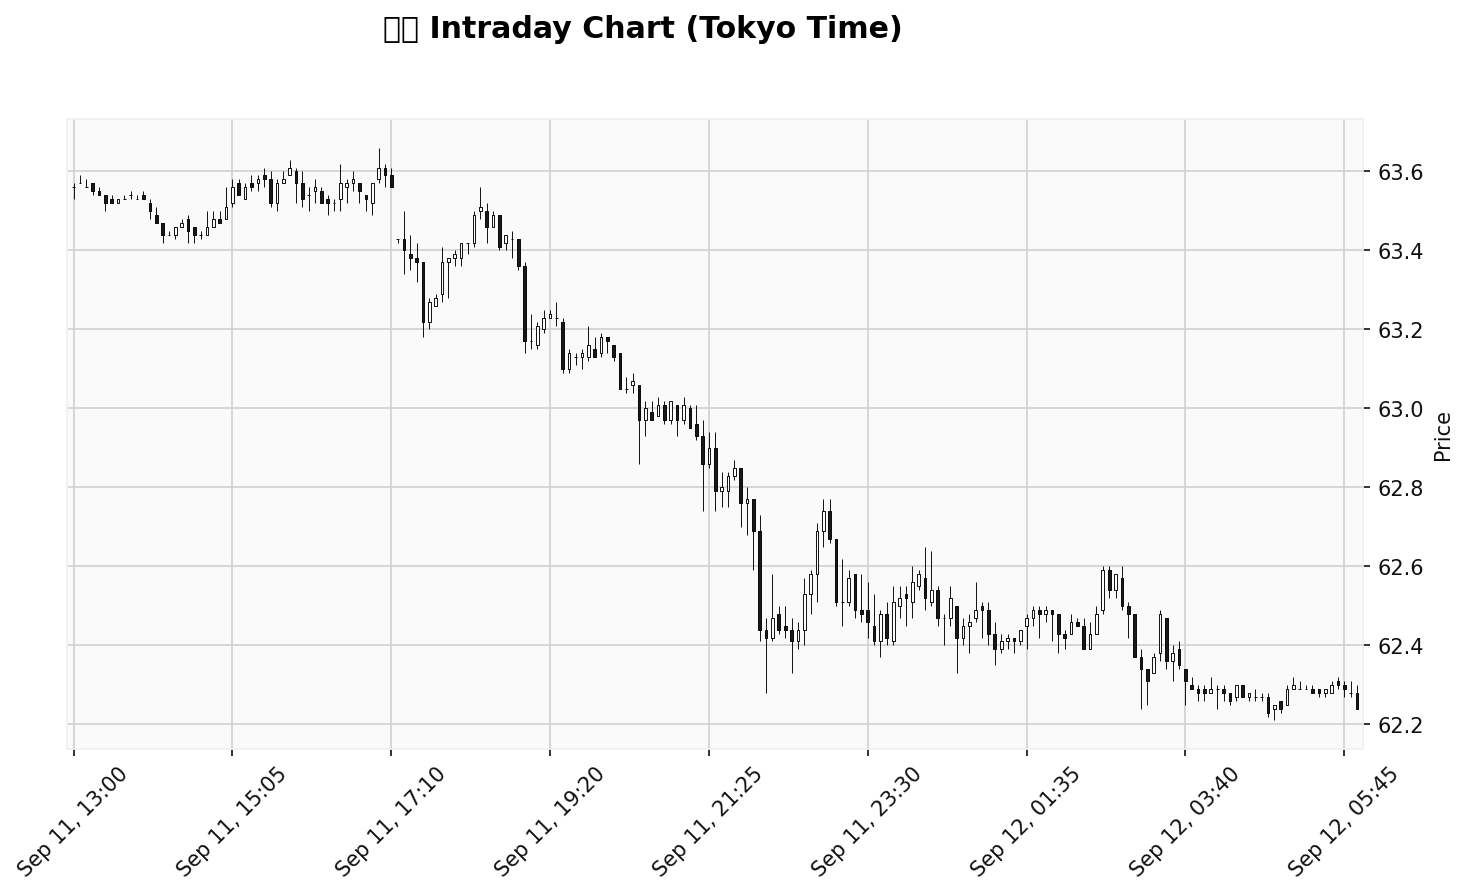 Intraday Chart (Tokyo Time)
63.6
63.4
63.2
63.0
62.8
62.6
62.4
62.2
Price
Sep 11, 13:00
Sep 11, 15:05
Sep 11, 17:10
Sep 11, 19:20
Sep 11, 21:25
Sep 11, 23:30
Sep 12, 01:35
Sep 12, 03:40
Sep 12, 05:45